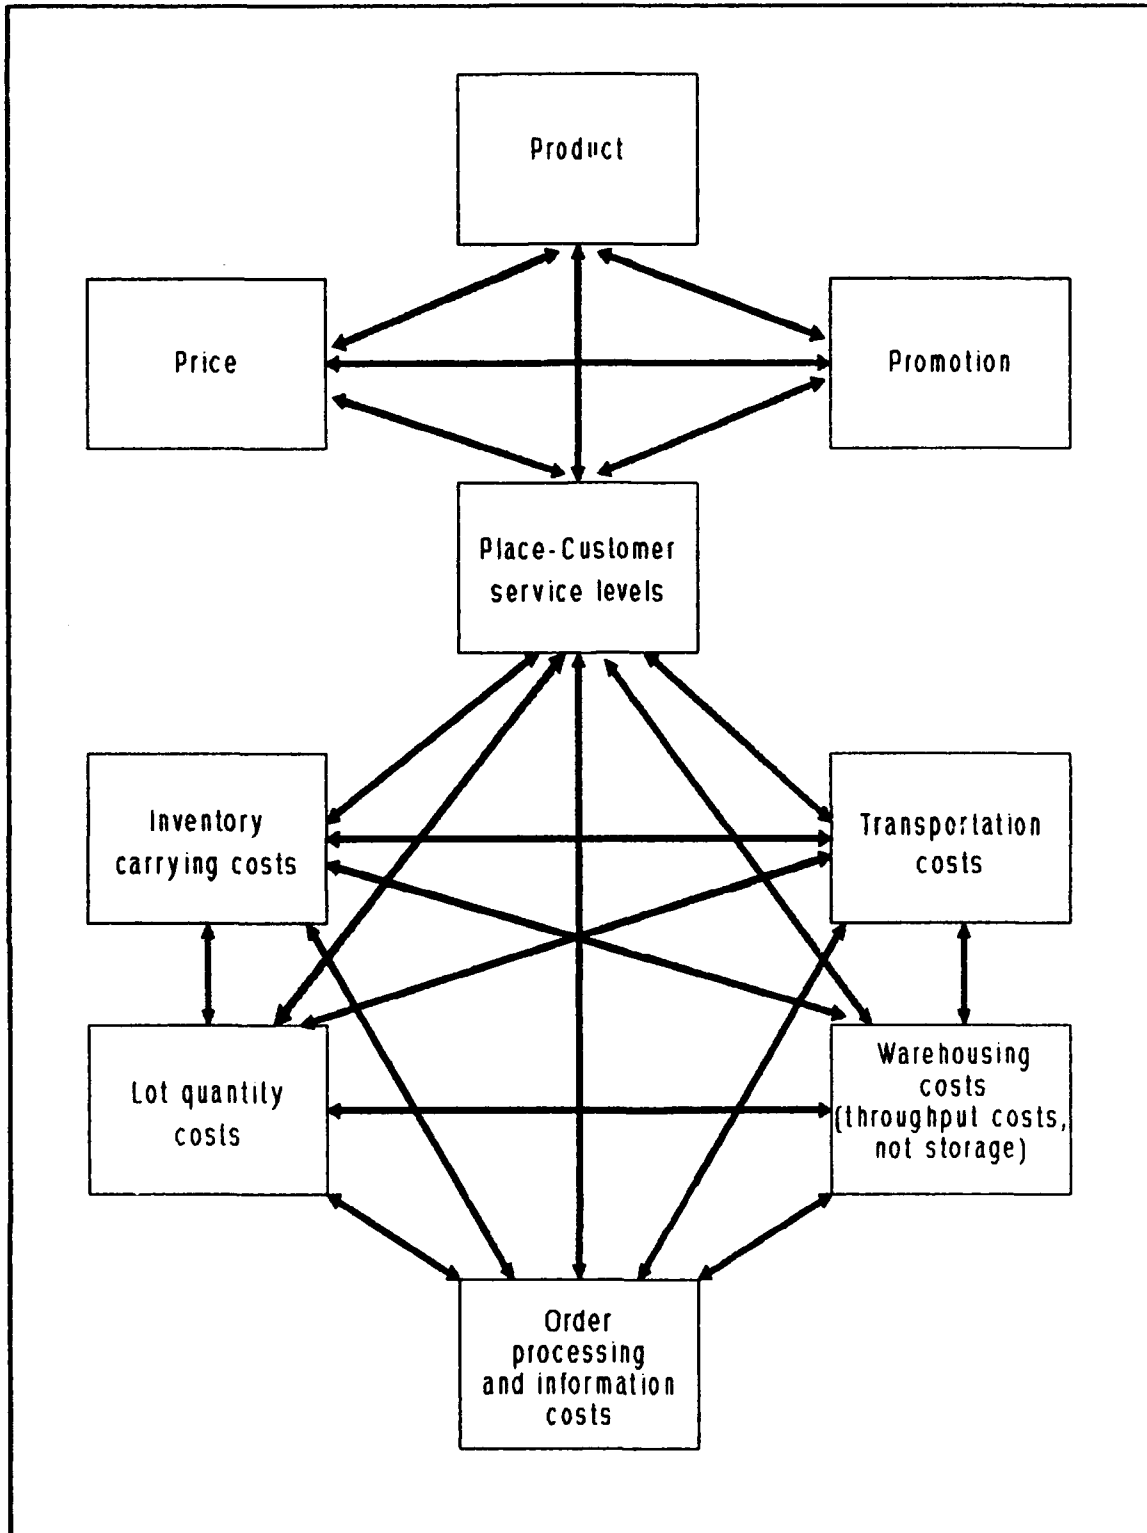 Product
Price
Promotion
Place-Customer
service levels
Inventory
carrying costs
Transportation
costs
Lot quantity
costs
Warehousing
costs
(throughput costs,
not storage)
Order
processing
and information
costs